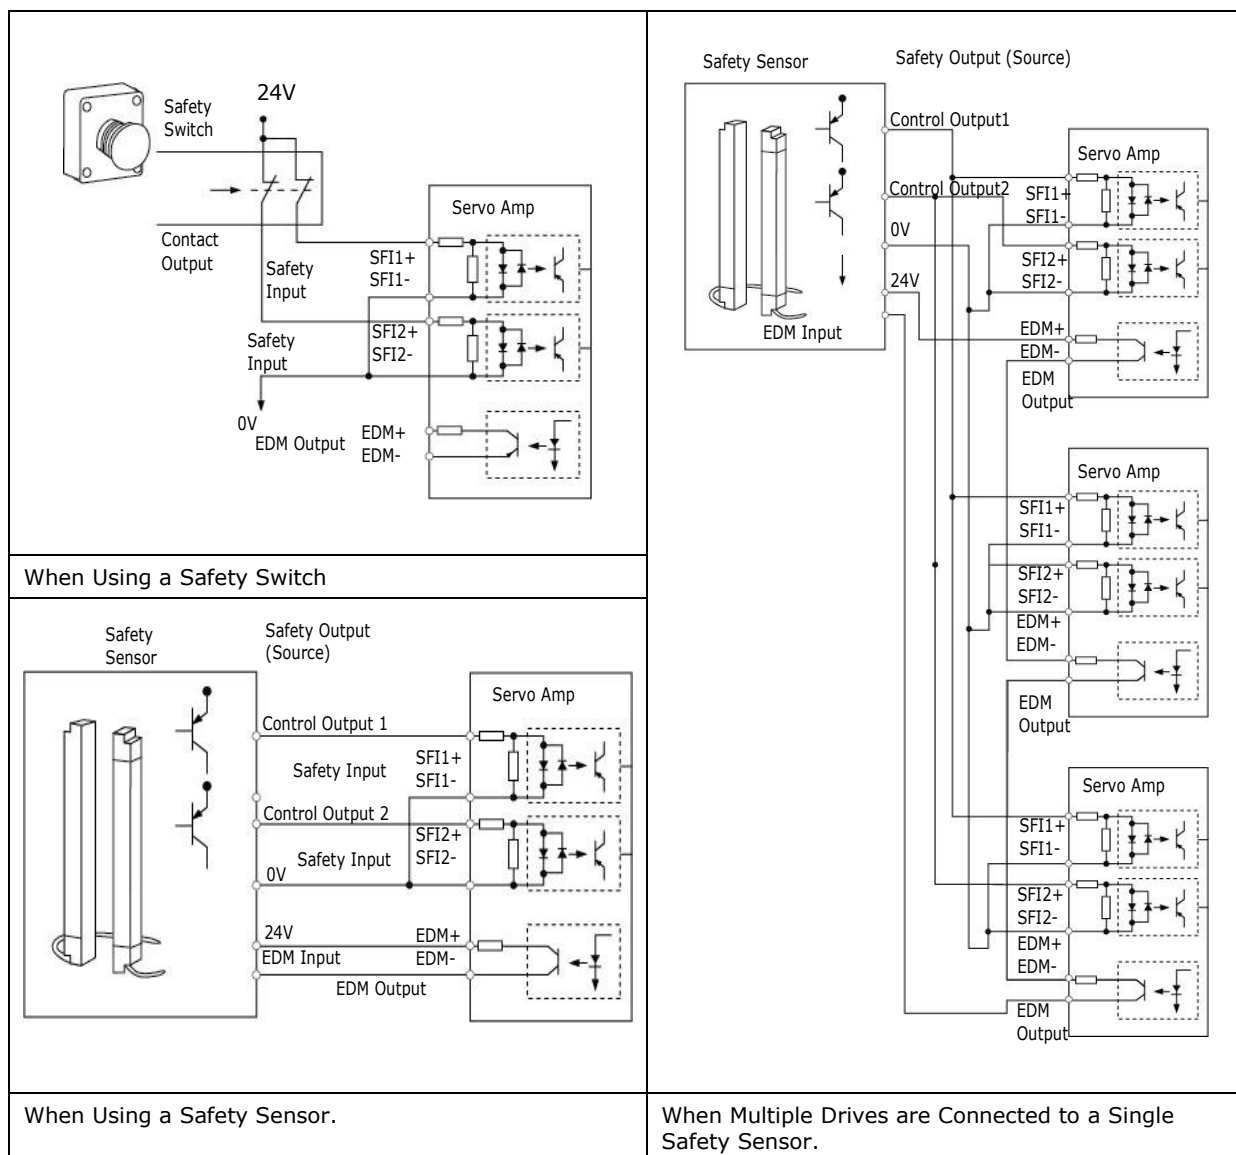 24V
Safety
Switch
Contact
Output
Safety
Input
Safety
Input
0V
EDM Output
Servo Amp
SFI1+
SFI1-
SFI2+
SFI2-
EDM+
EDM-
When Using a Safety Switch
Safety
Sensor
Safety Output
(Source)
Servo Amp
Control Output 1
Safety Input
SFI1+
SFI1-
Control Output 2
Safety Input
SFI2+
SFI2-
0V
24V
EDM Input
EDM+
EDM-
EDM Output
When Using a Safety Sensor.
Safety Sensor
Safety Output (Source)
Control Output1
Control Output2
0V
24V
EDM Input
Servo Amp
SFI1+
SFI1-
SFI2+
SFI2-
EDM+
EDM-
EDM
Output
Servo Amp
SFI1+
SFI1-
SFI2+
SFI2-
EDM+
EDM-
EDM
Output
Servo Amp
SFI1+
SFI1-
SFI2+
SFI2-
EDM+
EDM-
EDM
Output
When Multiple Drives are Connected to a Single
Safety Sensor.